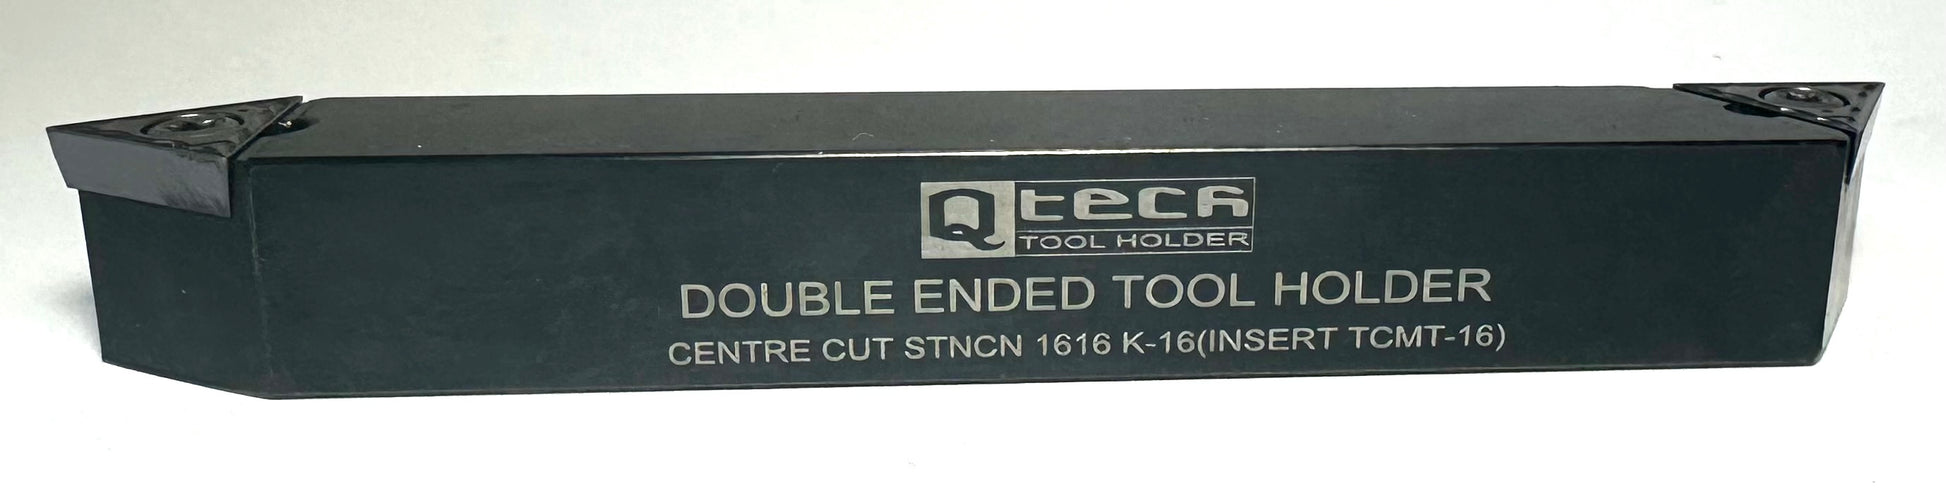 Qtech
TOOL HOLDER
DOUBLE ENDED TOOL HOLDER
CENTRE CUT STNCN 1616 K-16(INSERT TCMT-16)